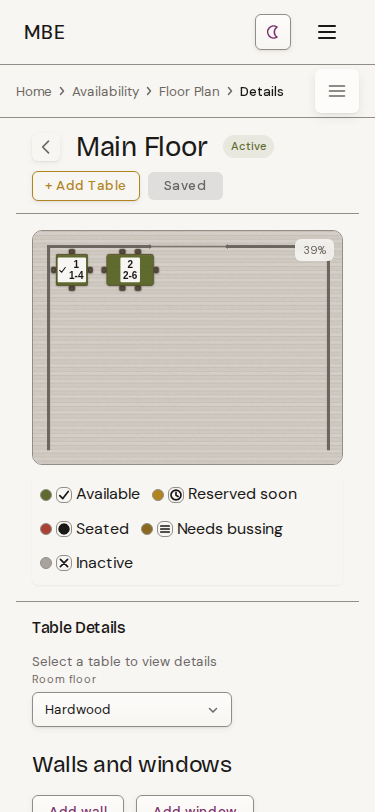 MBE
Home > Availability > Floor Plan > Details
Main Floor
Active
+ Add Table
Saved
39%
1
1-4
2
2-6
Available
Reserved soon
Seated
Needs bussing
Inactive
Table Details
Select a table to view details
Room floor
Hardwood
Walls and windows
Add wall
Add window